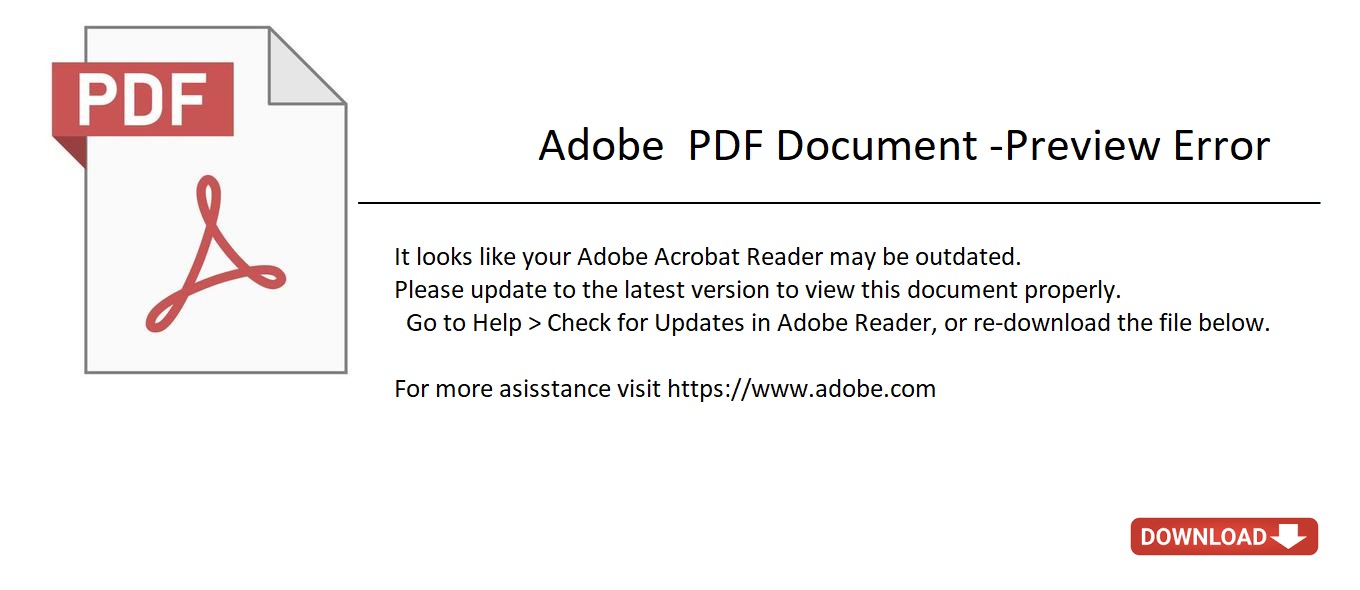 PDF
Adobe  PDF Document -Preview Error
It looks like your Adobe Acrobat Reader may be outdated.
Please update to the latest version to view this document properly.
Go to Help > Check for Updates in Adobe Reader, or re-download the file below.
For more asisstance visit https://www.adobe.com
DOWNLOAD